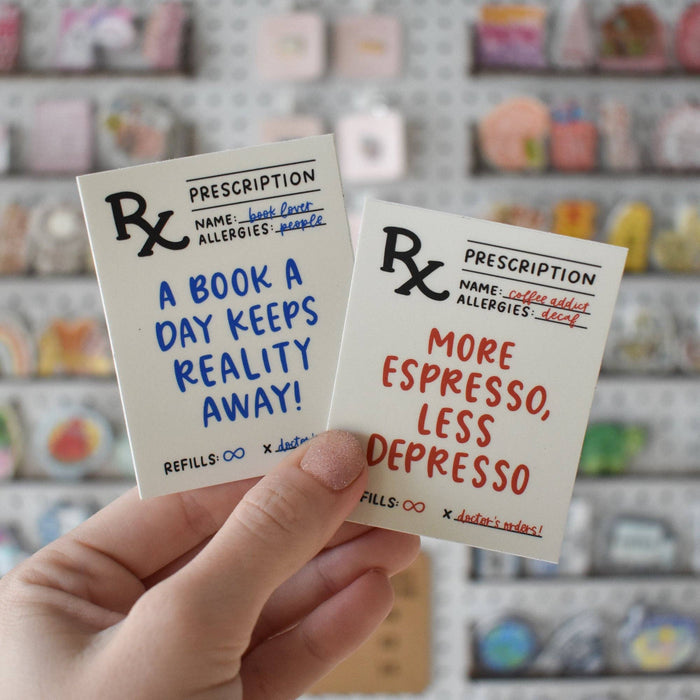 Rx
PRESCRIPTION
NAME: book lover
ALLERGIES: people
A BOOK A
DAY KEEPS
REALITY
AWAY!
REFILLS: ∞ x doctor's
Rx
PRESCRIPTION
NAME: coffee addict
ALLERGIES: decaf
MORE
ESPRESSO,
LESS
DEPRESSO
FILLS: ∞ x doctor's orders!